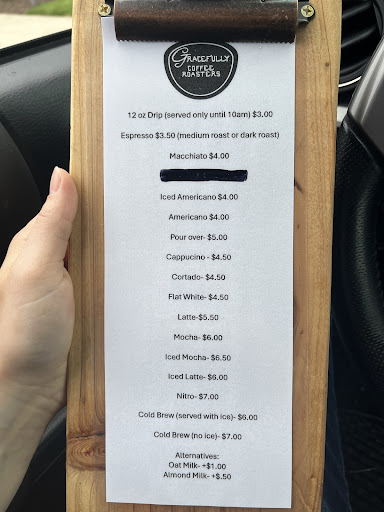 GRACEFULLY
COFFEE
ROASTERS
12 oz Drip (served only until 10am) $3.00
Espresso $3.50 (medium roast or dark roast)
Macchiato $4.00
Iced Americano $4.00
Americano $4.00
Pour over- $5.00
Cappucino - $4.50
Cortado- $4.50
Flat White- $4.50
Latte-$5.50
Mocha- $6.00
Iced Mocha- $6.50
Iced Latte- $6.00
Nitro- $7.00
Cold Brew (served with ice)- $6.00
Cold Brew (no ice)- $7.00
Alternatives:
Oat Milk- +$1.00
Almond Milk- +$.50